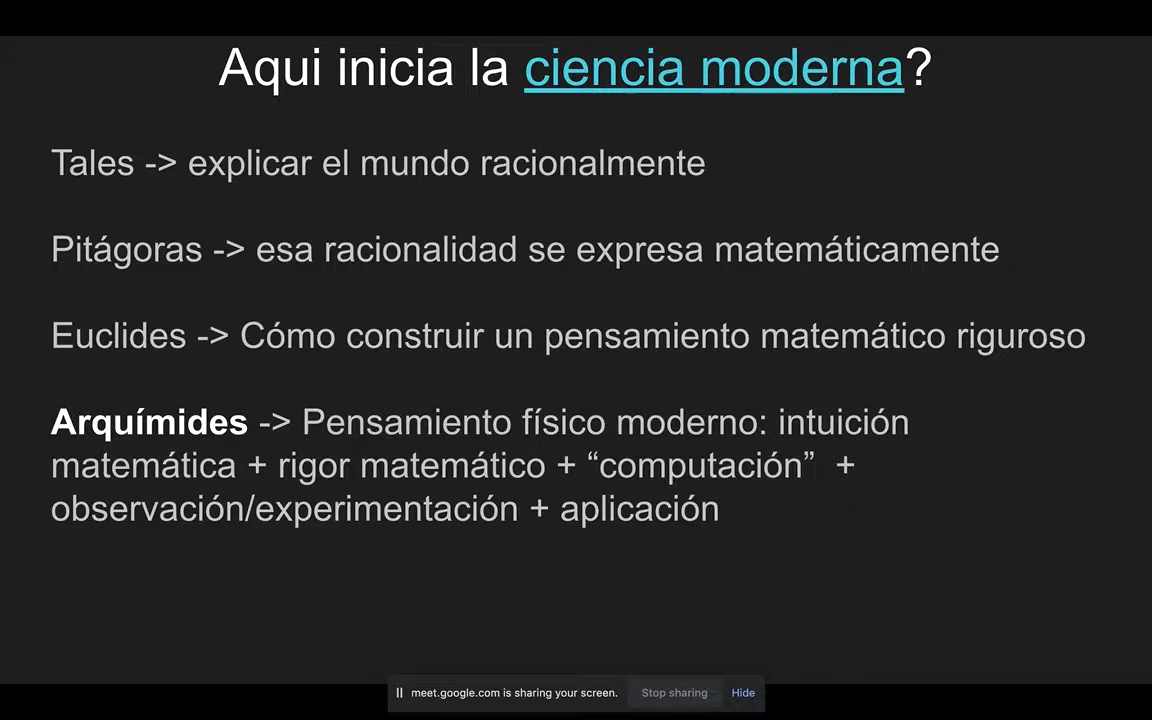 Aqui inicia la ciencia moderna?
Tales -> explicar el mundo racionalmente
Pitágoras -> esa racionalidad se expresa matemáticamente
Euclides -> Cómo construir un pensamiento matemático riguroso
Arquímides -> Pensamiento físico moderno: intuición
matemática + rigor matemático + “computación” +
observación/experimentación + aplicación
meet.google.com is sharing your screen. Stop sharing Hide